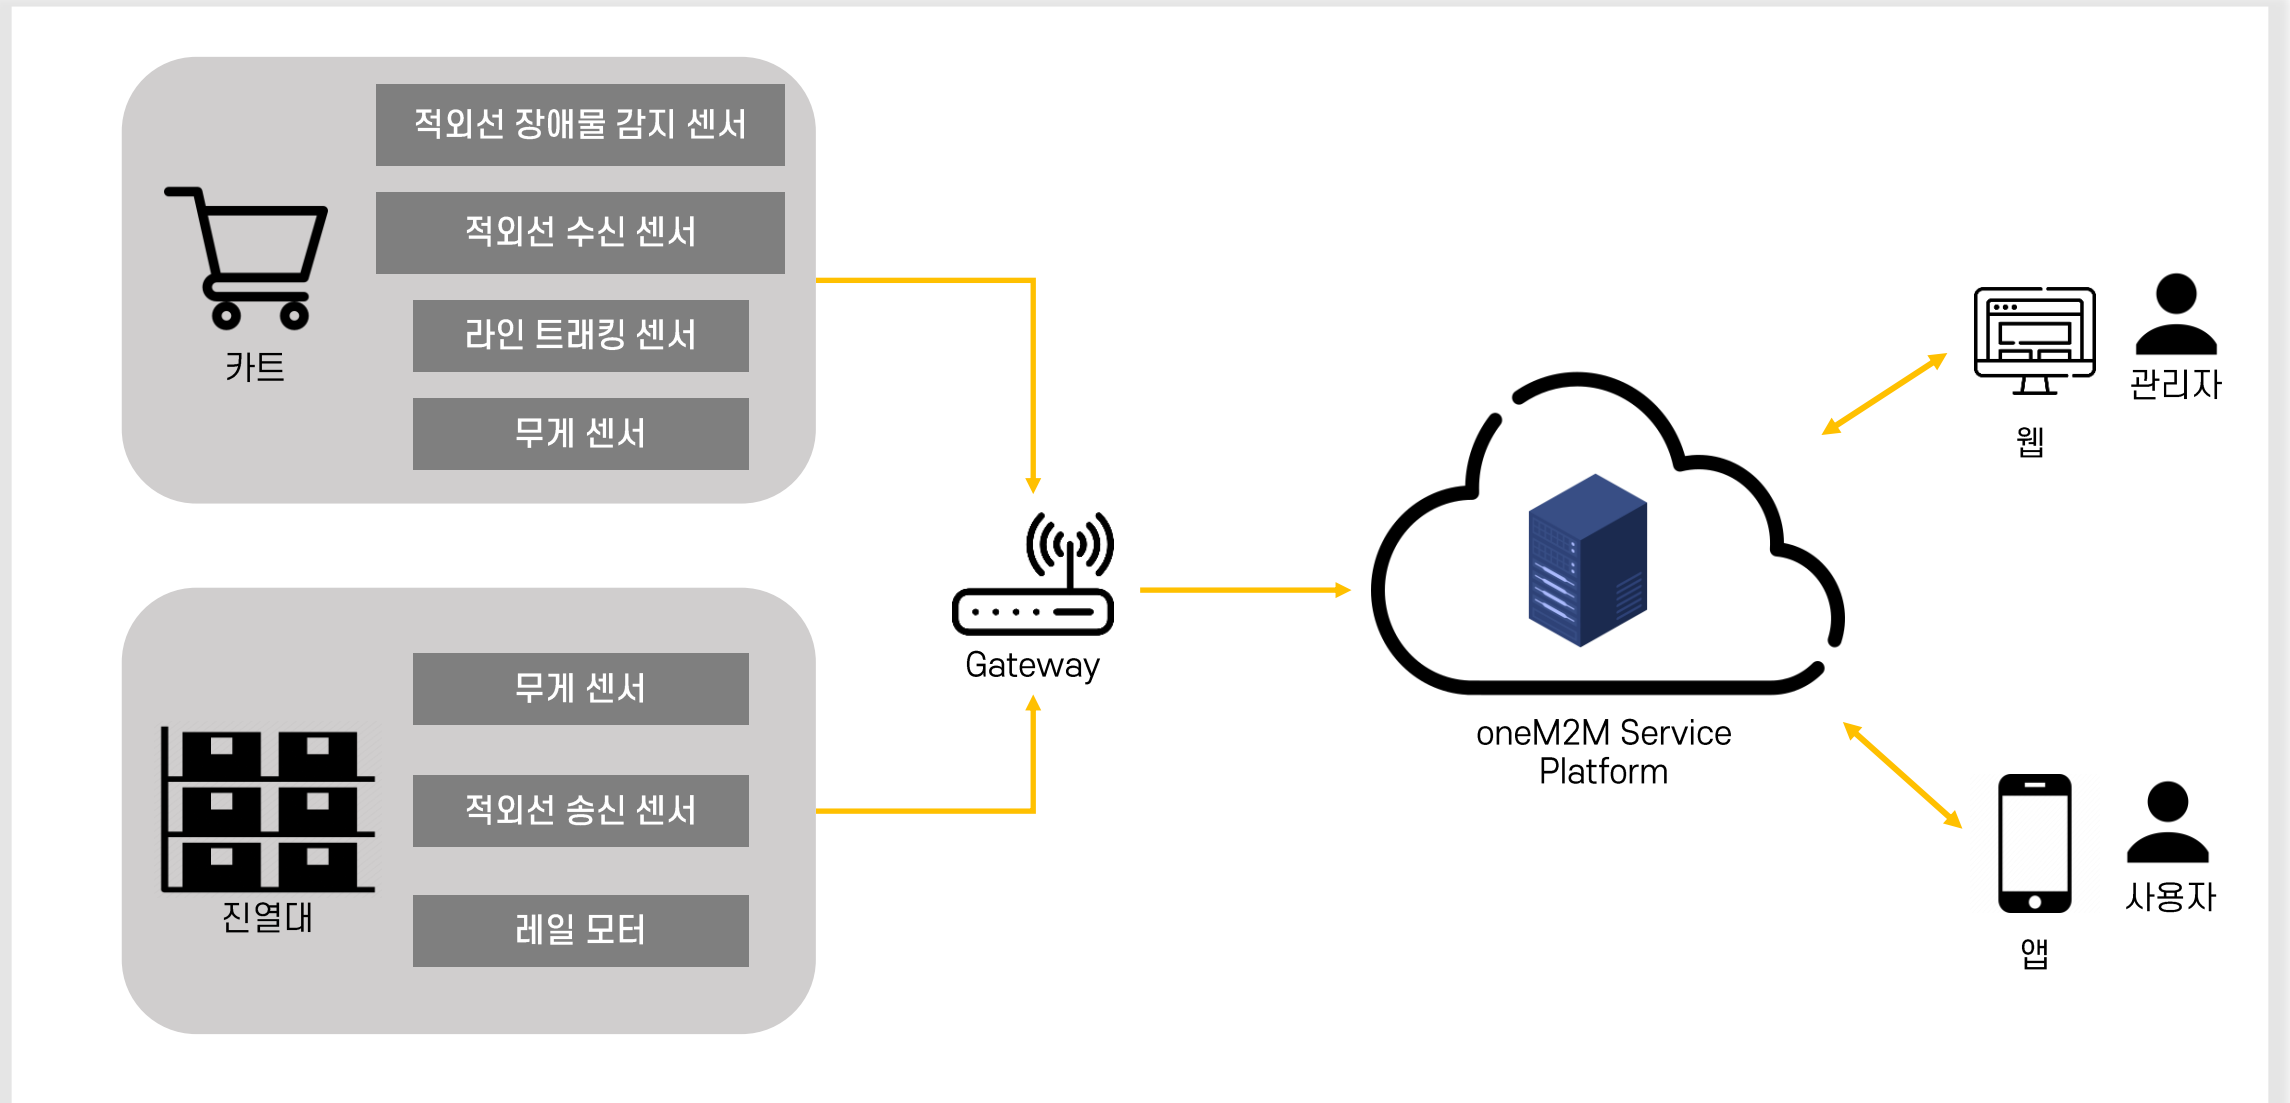 적외선 장애물 감지 센서
적외선 수신 센서
라인 트래킹 센서
무게 센서
카트
무게 센서
적외선 송신 센서
레일 모터
진열대
Gateway
oneM2M Service
Platform
관리자
웹
사용자
앱